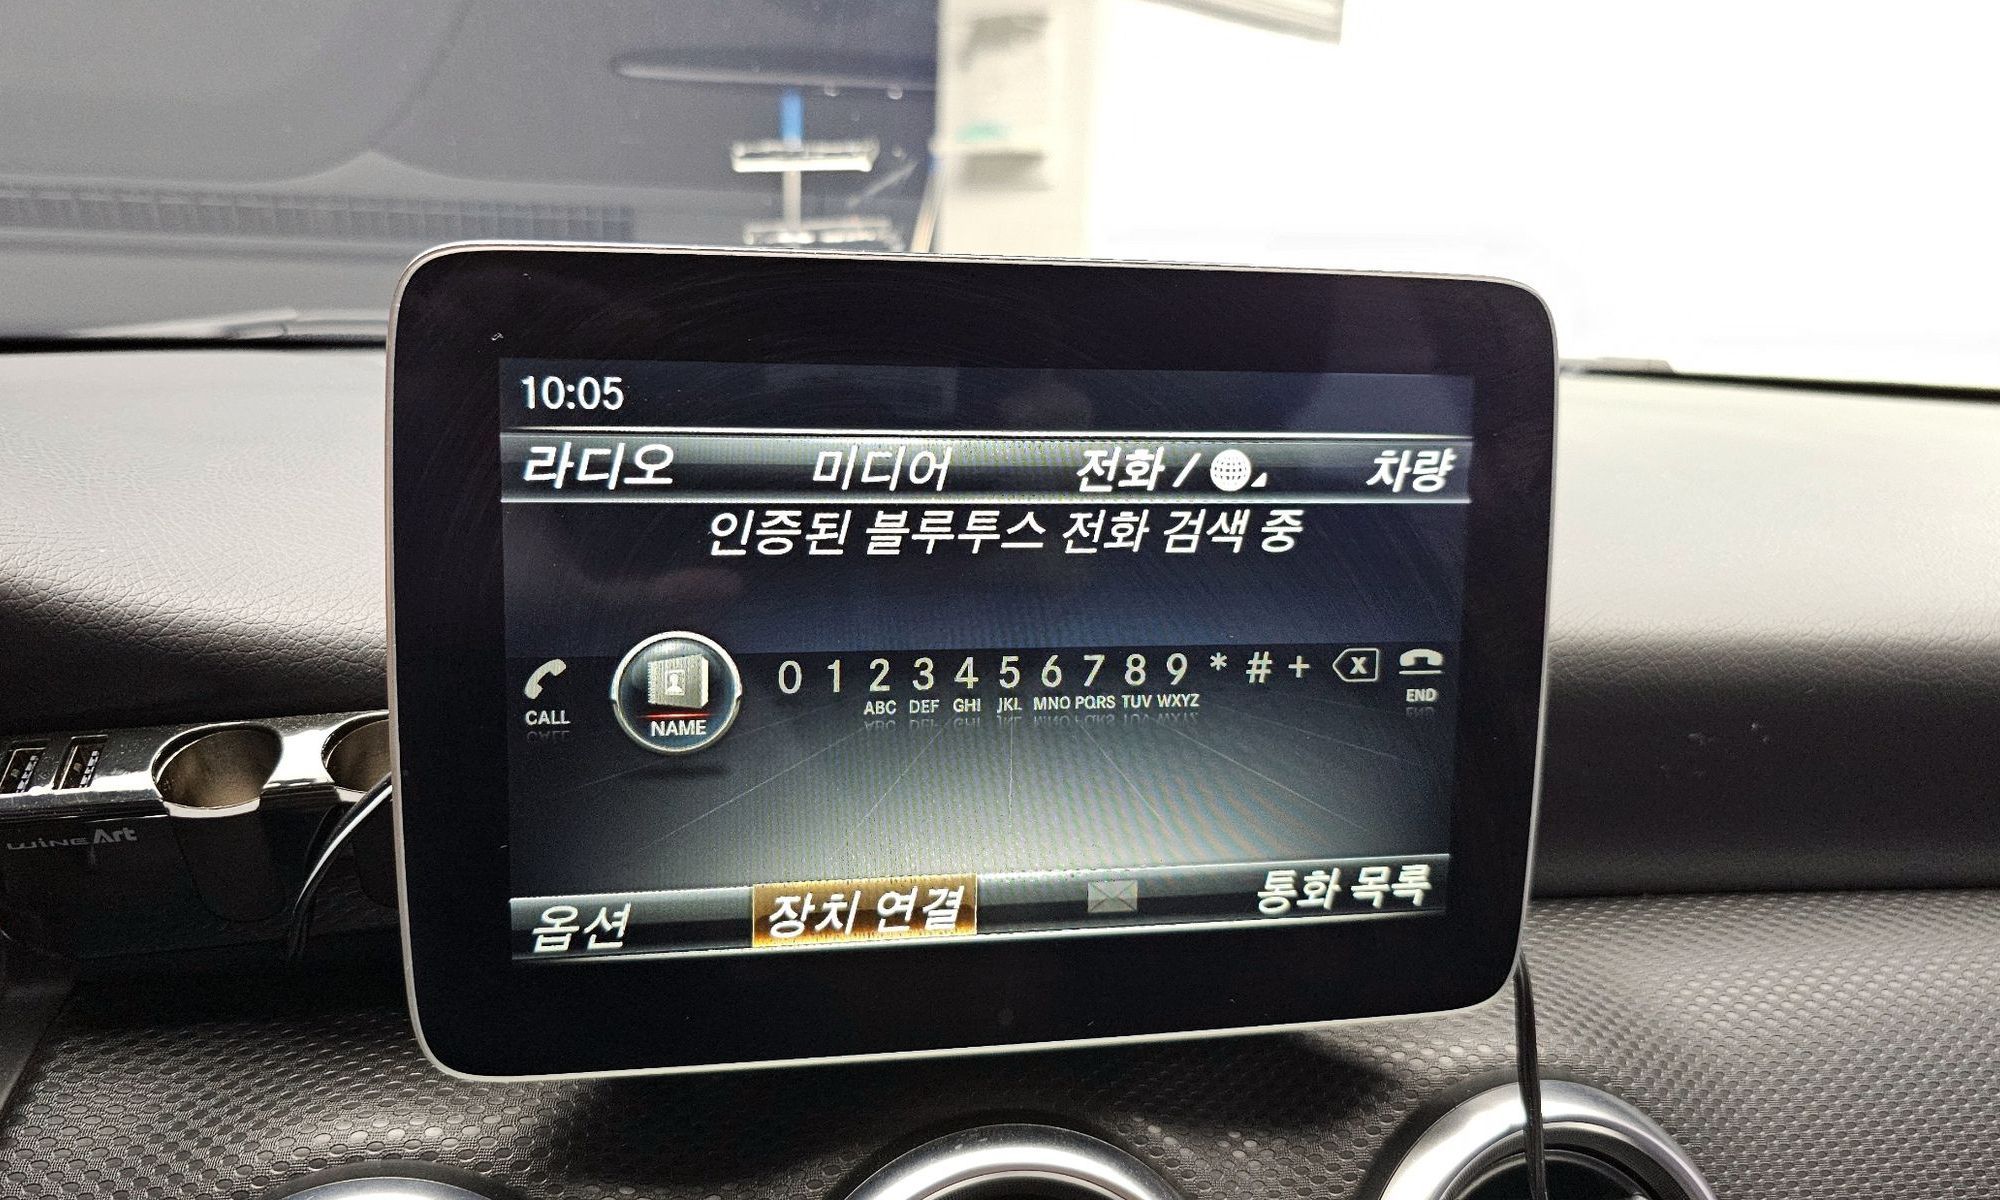 10:05
라디오 미디어 전화 / 차량
인증된 블루투스 전화 검색 중
CALL NAME 0 1 2 ABC 3 DEF 4 GHI 5 JKL 6 MNO 7 PQRS 8 TUV 9 WXYZ * # + X END
옵션 장치 연결 통화 목록
WINE Art